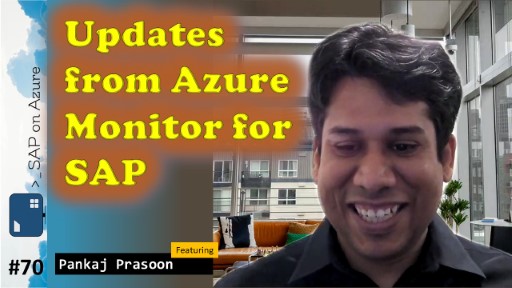 Updates
from Azure
Monitor for
SAP
>_SAP on Azure
Featuring
#70
Pankaj Prasoon